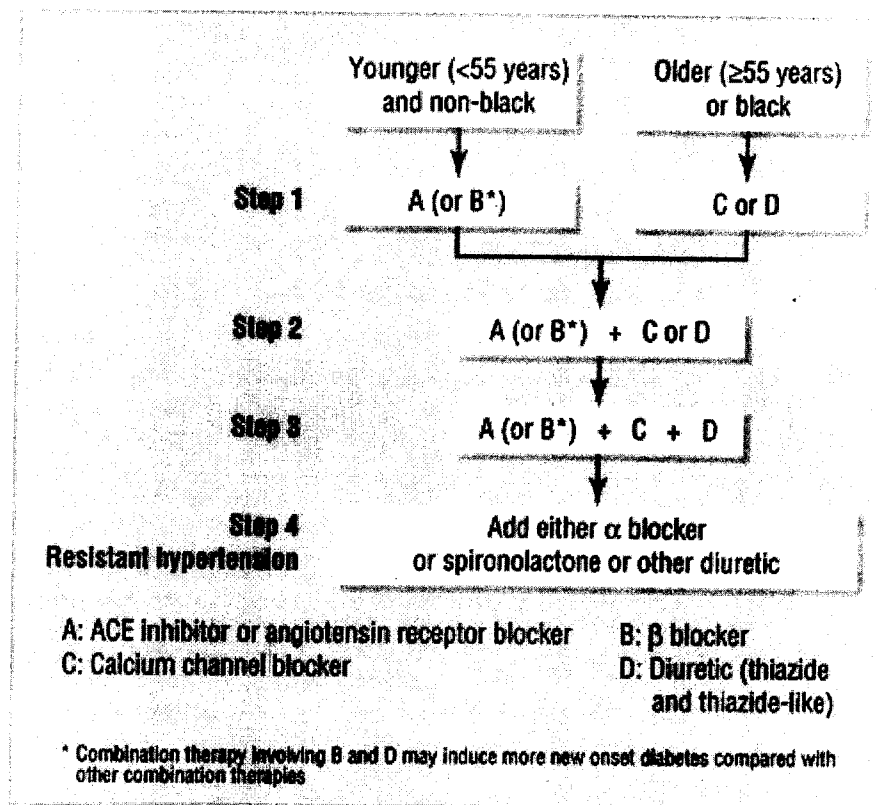 Younger (<55 years)
and non-black
Older (≥55 years)
or black
Step 1
A (or B*)
C or D
Step 2
A (or B*) + C or D
Step 3
A (or B*) + C + D
Step 4
Resistant hypertension
Add either α blocker
or spironolactone or other diuretic
A: ACE inhibitor or angiotensin receptor blocker
B: β blocker
C: Calcium channel blocker
D: Diuretic (thiazide
and thiazide-like)
* Combination therapy involving B and D may induce more new onset diabetes compared with
other combination therapies